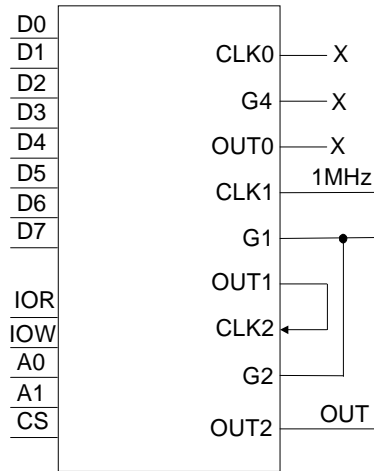 D0
D1
D2
D3
D4
D5
D6
D7
IOR
IOW
A0
A1
CS
CLK0 X
G4 X
OUT0 X
CLK1 1MHz
G1
OUT1
CLK2
G2
OUT2 OUT